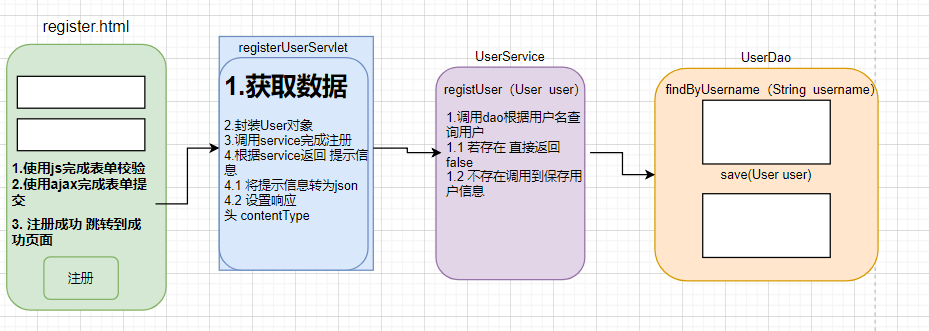 register.html
1.使用js完成表单校验
2.使用ajax完成表单提
交
3. 注册成功 跳转到成
功页面
注册
registerUserServlet
1.获取数据
2.封装User对象
3.调用service完成注册
4.根据service返回 提示信
息
4.1 将提示信息转为json
4.2 设置响应
头 contentType
UserService
registUser（User user）
1.调用dao根据用户名查
询用户
1.1 若存在 直接返回
false
1.2 不存在调用到保存用
户信息
UserDao
findByUsername（String username）
save(User user)